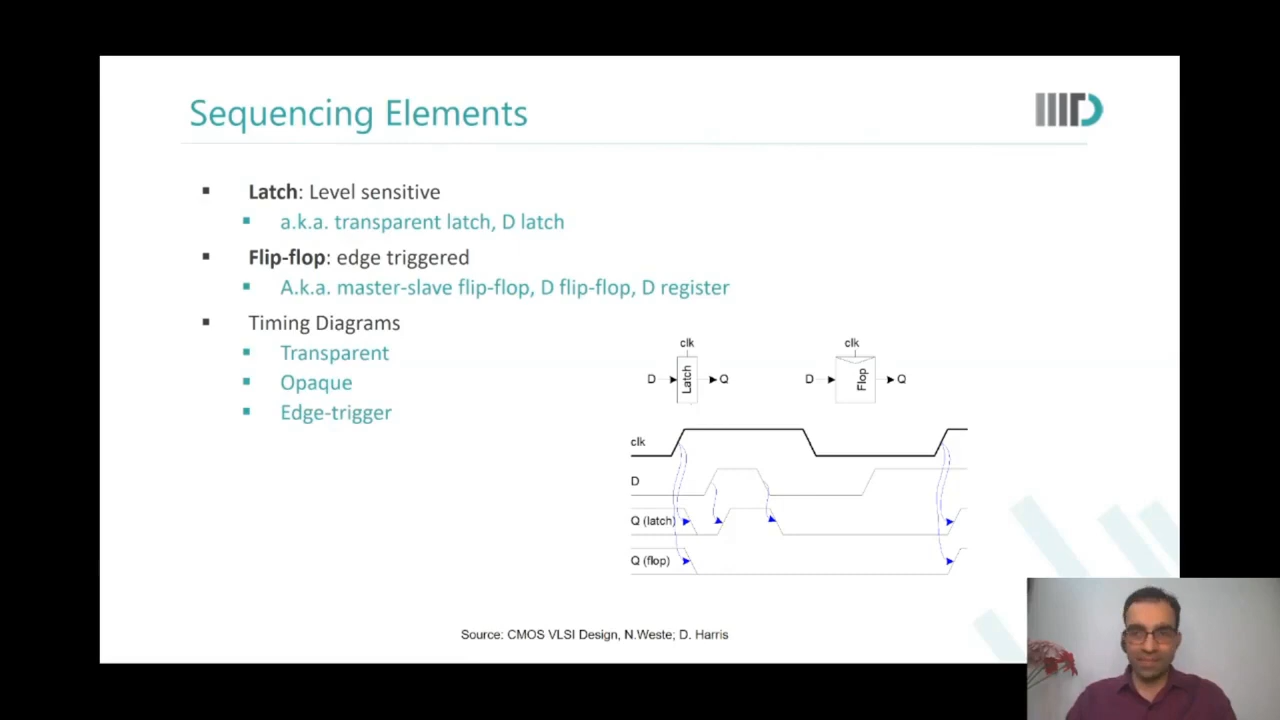 Sequencing Elements
IIITD
Latch: Level sensitive
a.k.a. transparent latch, D latch
Flip-flop: edge triggered
A.k.a. master-slave flip-flop, D flip-flop, D register
Timing Diagrams
Transparent
Opaque
Edge-trigger
clk clk
D Latch Q D Flop Q
clk
D
Q (latch)
Q (flop)
Source: CMOS VLSI Design, N.Weste; D. Harris